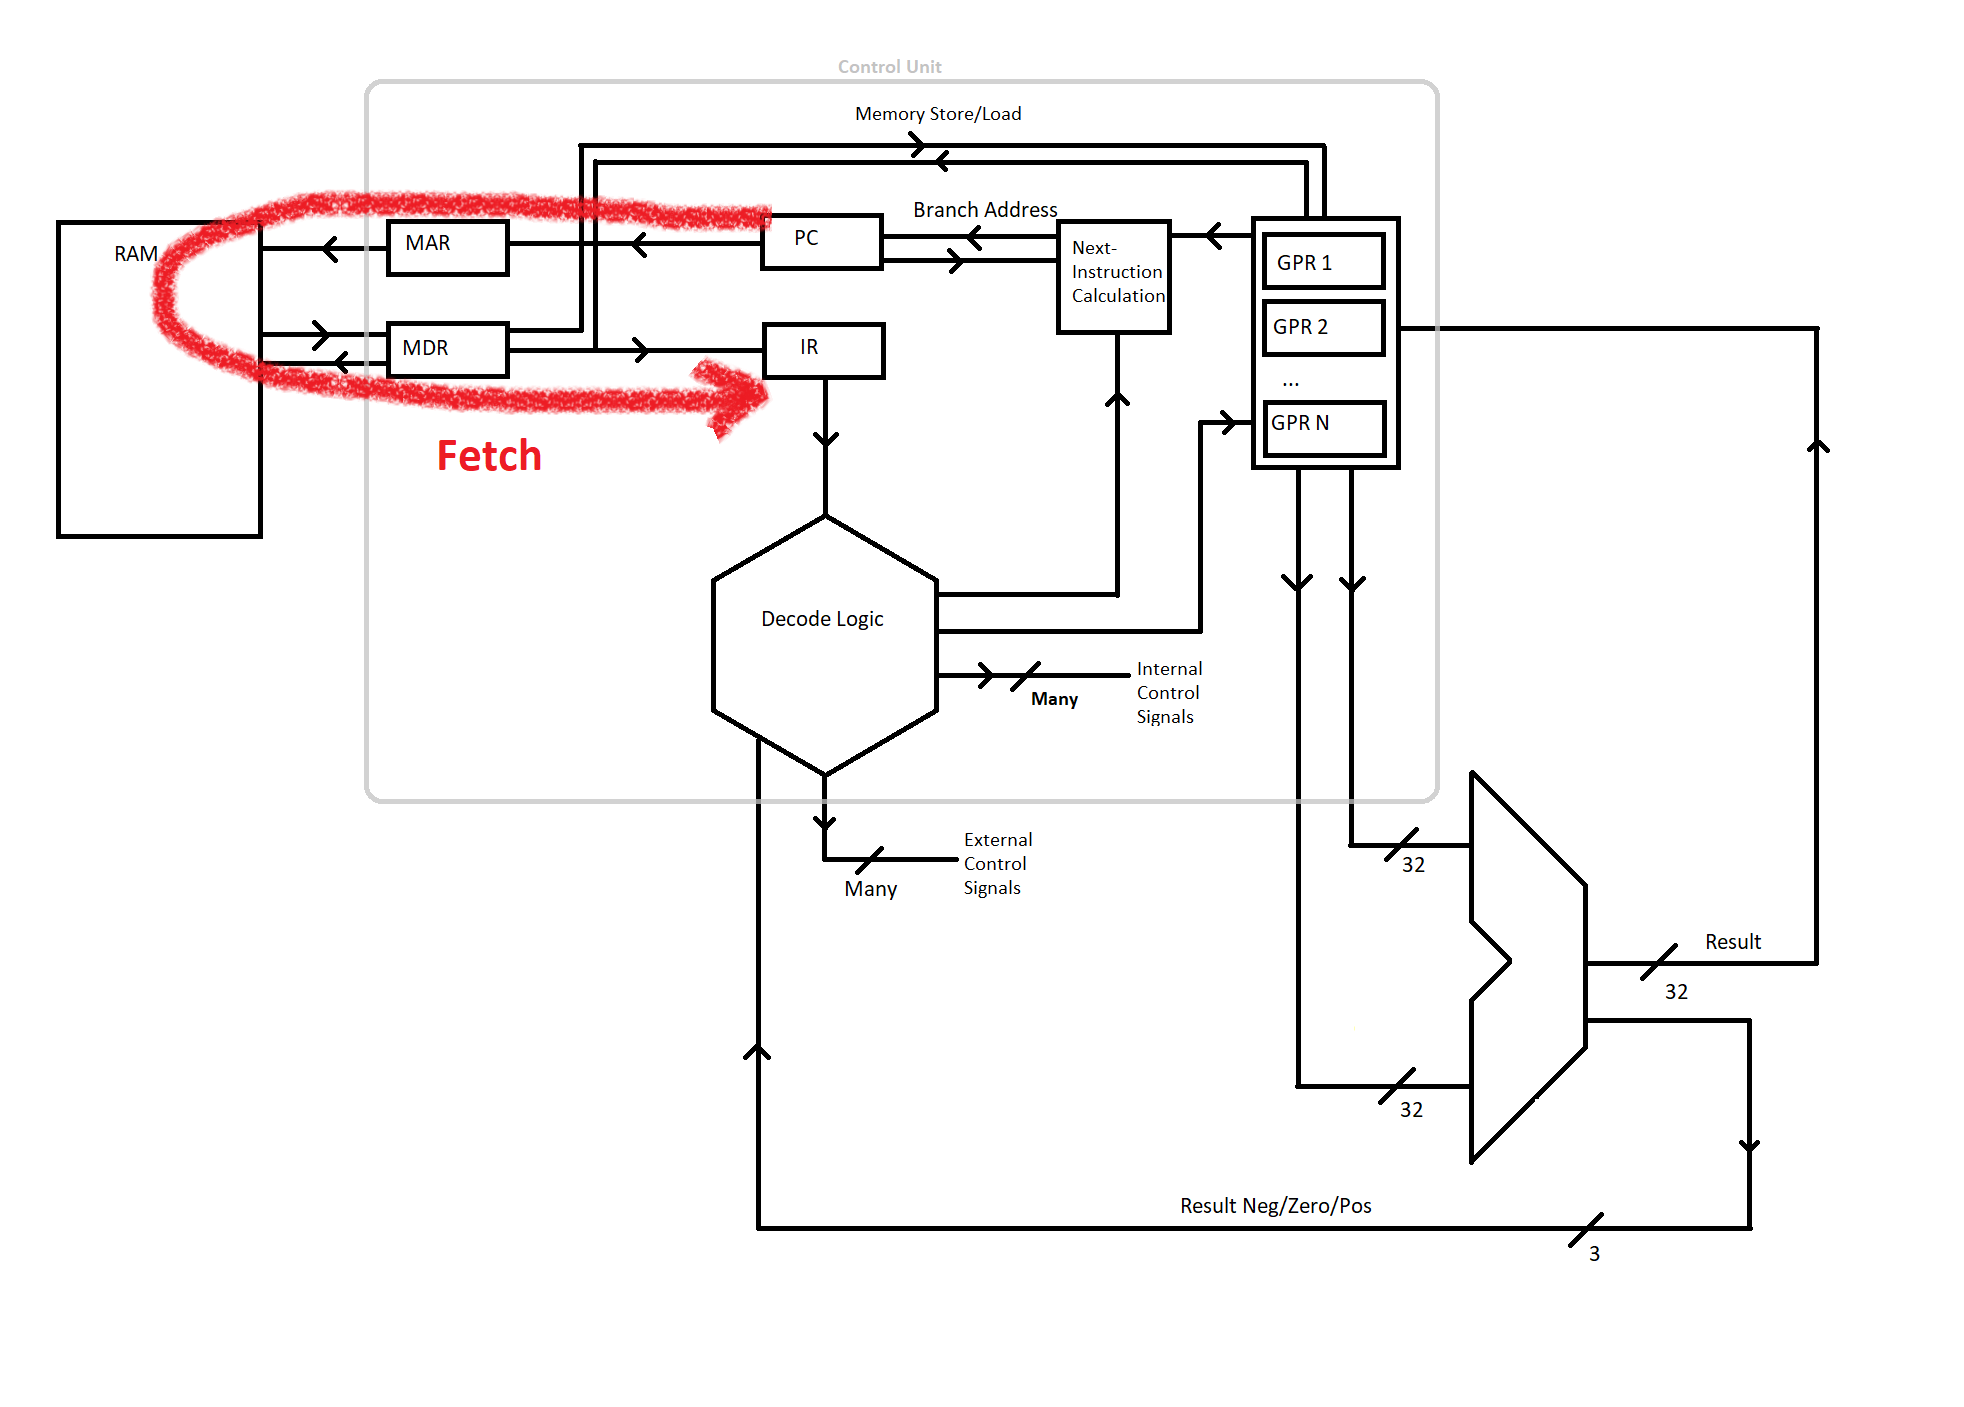 Control Unit
Memory Store/Load
Branch Address
RAM
MAR
PC
Next-
Instruction
Calculation
GPR 1
GPR 2
...
GPR N
MDR
IR
Fetch
Decode Logic
Internal
Control
Signals
Many
External
Control
Signals
Many
32
Result
32
32
Result Neg/Zero/Pos
3